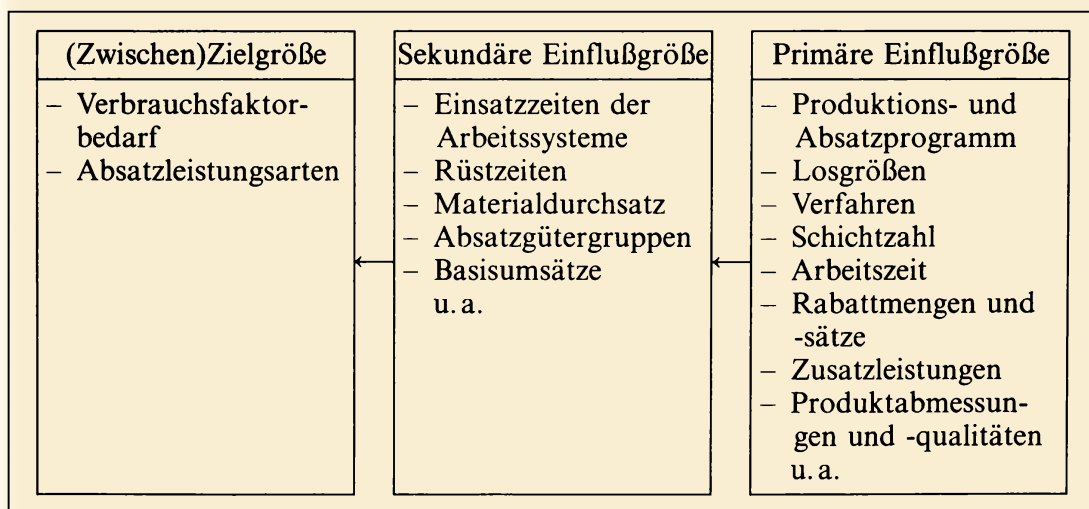 (Zwischen)Zielgröße
– Verbrauchsfaktor-
bedarf
– Absatzleistungsarten
Sekundäre Einflußgröße
– Einsatzzeiten der
Arbeitssysteme
– Rüstzeiten
– Materialdurchsatz
– Absatzgütergruppen
– Basisumsätze
u. a.
Primäre Einflußgröße
– Produktions- und
Absatzprogramm
– Losgrößen
– Verfahren
– Schichtzahl
– Arbeitszeit
– Rabattmengen und
-sätze
– Zusatzleistungen
– Produktabmessun-
gen und -qualitäten
u. a.